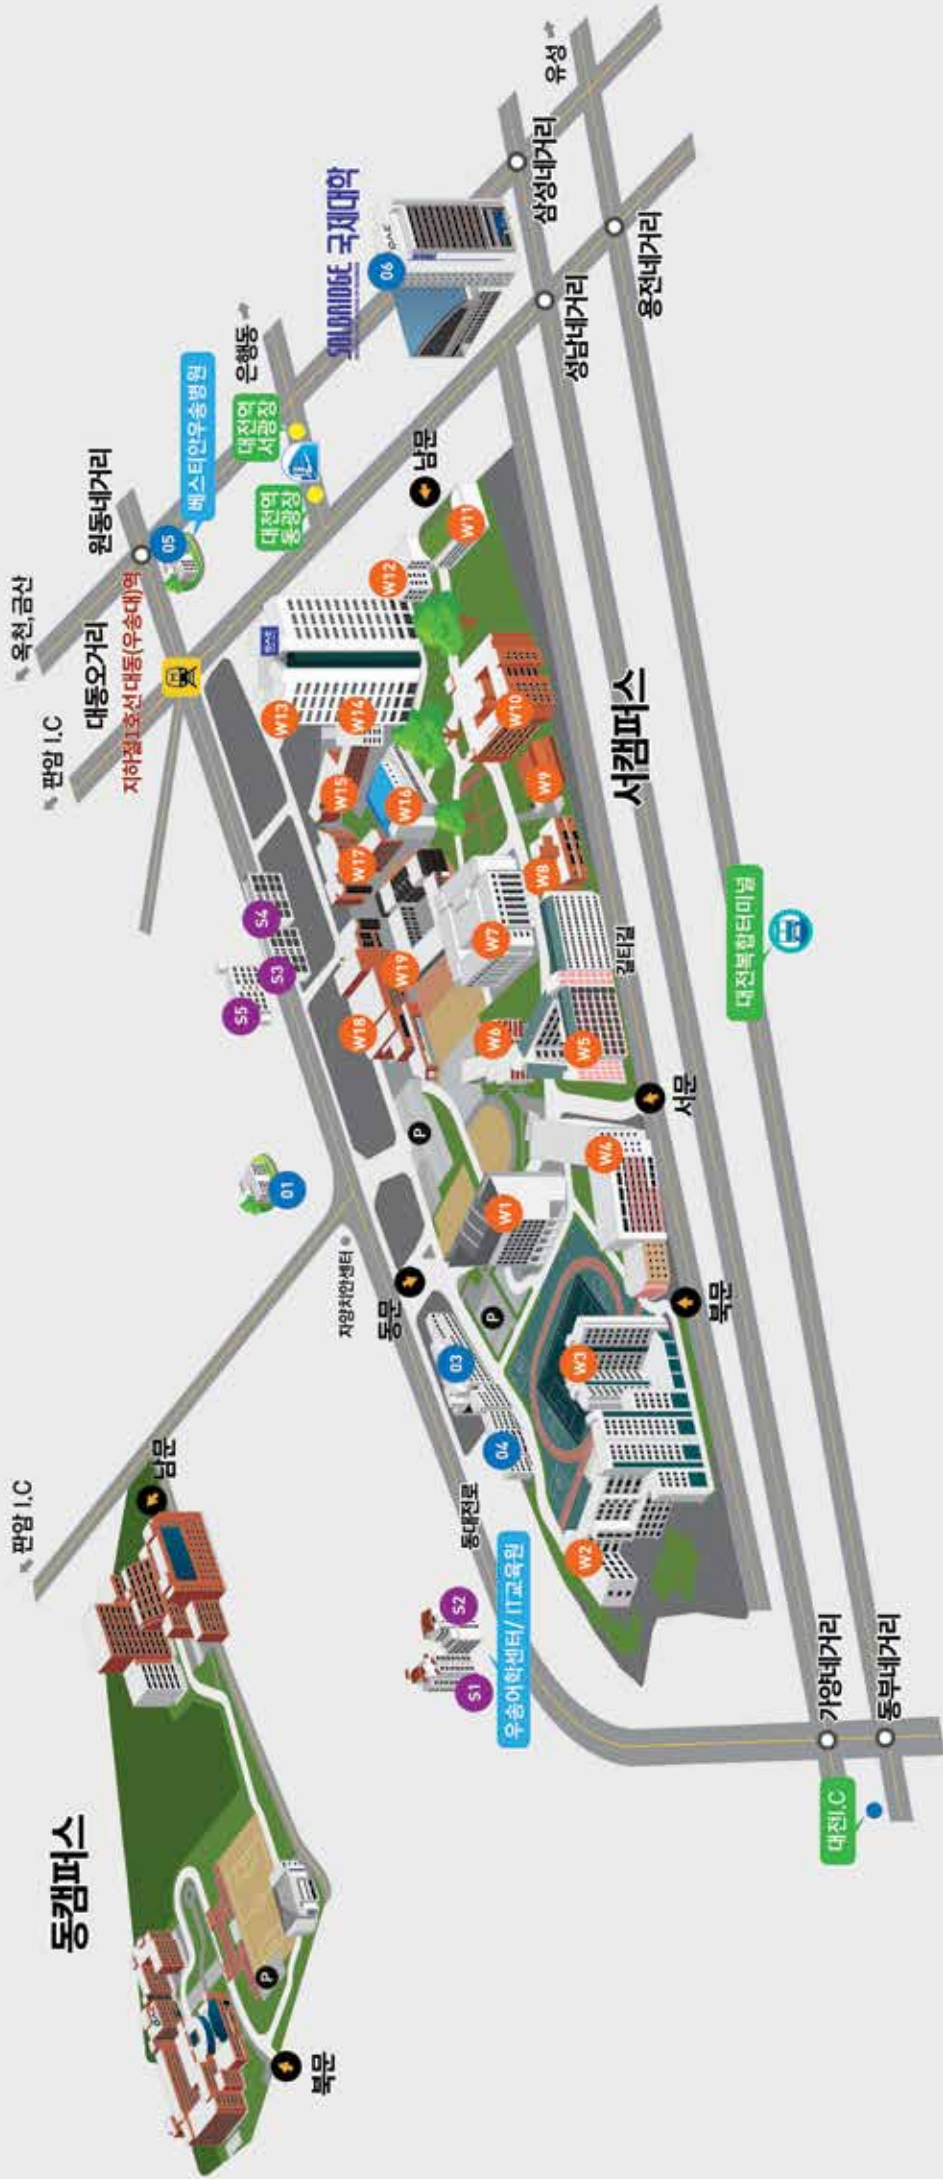 동캠퍼스
북문
P
남문
판암 I.C
대전I.C
가양네거리
동부네거리
우송어학센터/ IT교육원
S1
S2
동대전로
04
03
동문
자양치안센터
01
P
P
W2
W3
북문
W1
W4
서문
W5
W6
W7
W8
W9
W10
W11
W12
W13
W14
W15
W16
W17
W18
W19
길티길
서캠퍼스
남문
S5
S3
S4
대전복합터미널
판암 I.C
옥천,금산
대동오거리
지하철1호선 대동(우송대)역
원동네거리
05
베스티안우송병원
은행동
대전역
동광장
대전역
서광장
SOLBRIDGE 국제대학
06
성남네거리
삼성네거리
용전네거리
유성